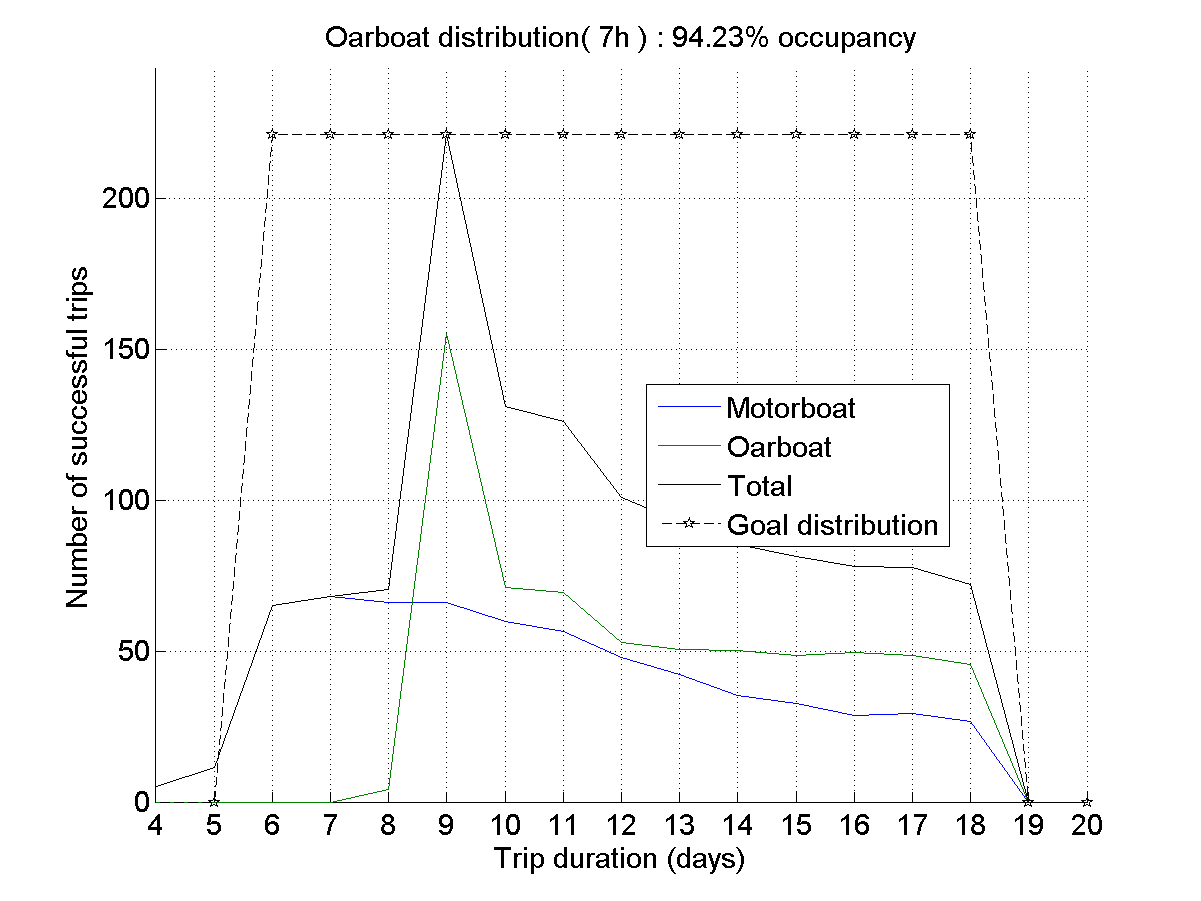 Oarboat distribution( 7h ) : 94.23% occupancy
Number of successful trips
200
150
100
50
0
Motorboat
Oarboat
Total
Goal distribution
4 5 6 7 8 9 10 11 12 13 14 15 16 17 18 19 20
Trip duration (days)